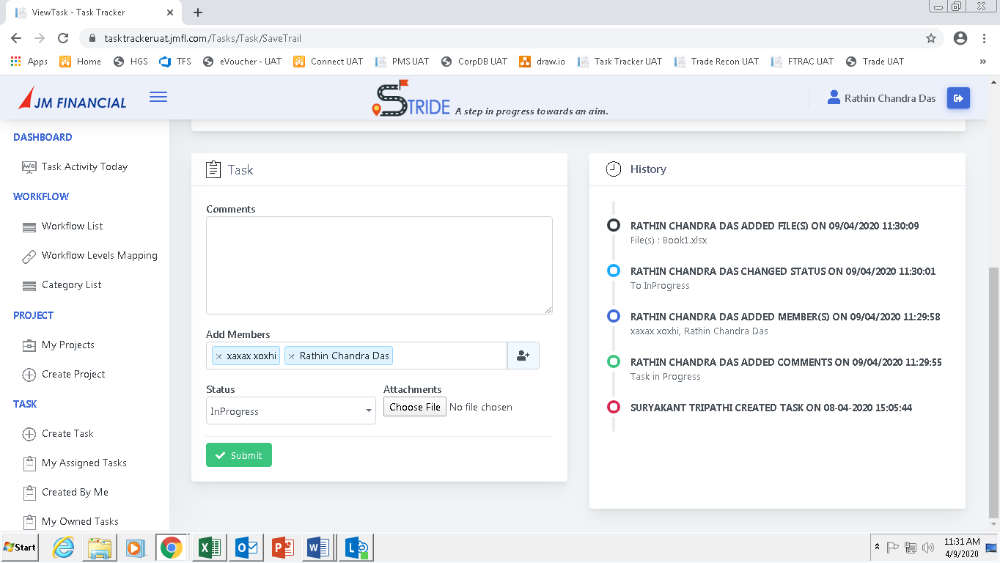 ViewTask - Task Tracker
tasktrackeruat.jmfl.com/Tasks/Task/SaveTrail
Apps Home HGS TFS eVoucher - UAT Connect UAT PMS UAT CorpDB UAT draw.io Task Tracker UAT Trade Recon UAT FTRAC UAT Trade UAT »
JM FINANCIAL
STRIDE A step in progress towards an aim.
Rathin Chandra Das
DASHBOARD
Task Activity Today
WORKFLOW
Workflow List
Workflow Levels Mapping
Category List
PROJECT
My Projects
Create Project
TASK
Create Task
My Assigned Tasks
Created By Me
My Owned Tasks
Task
Comments
Add Members
× xaxax xoxhi × Rathin Chandra Das
Status
InProgress
Attachments
Choose File No file chosen
Submit
History
RATHIN CHANDRA DAS ADDED FILE(S) ON 09/04/2020 11:30:09
File(s) : Book1.xlsx
RATHIN CHANDRA DAS CHANGED STATUS ON 09/04/2020 11:30:01
To InProgress
RATHIN CHANDRA DAS ADDED MEMBER(S) ON 09/04/2020 11:29:58
xaxax xoxhi, Rathin Chandra Das
RATHIN CHANDRA DAS ADDED COMMENTS ON 09/04/2020 11:29:55
Task in Progress
SURYAKANT TRIPATHI CREATED TASK ON 08-04-2020 15:05:44
Start
11:31 AM
4/9/2020